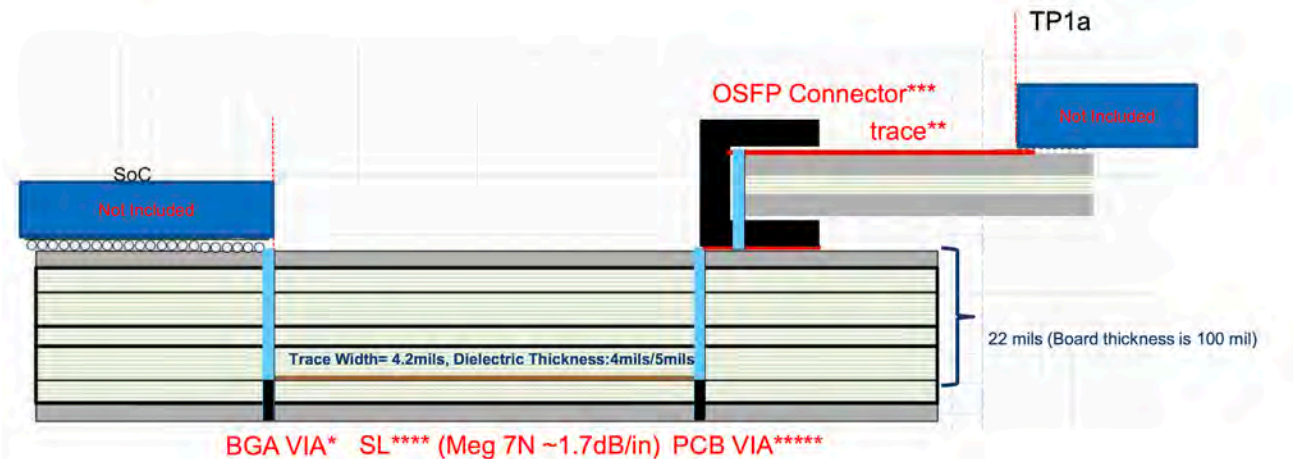 TP1a
OSFP Connector***
trace**
Not Included
SoC
Not Included
22 mils (Board thickness is 100 mil)
Trace Width= 4.2mils, Dielectric Thickness:4mils/5mils
BGA VIA* SL**** (Meg 7N ~1.7dB/in) PCB VIA*****